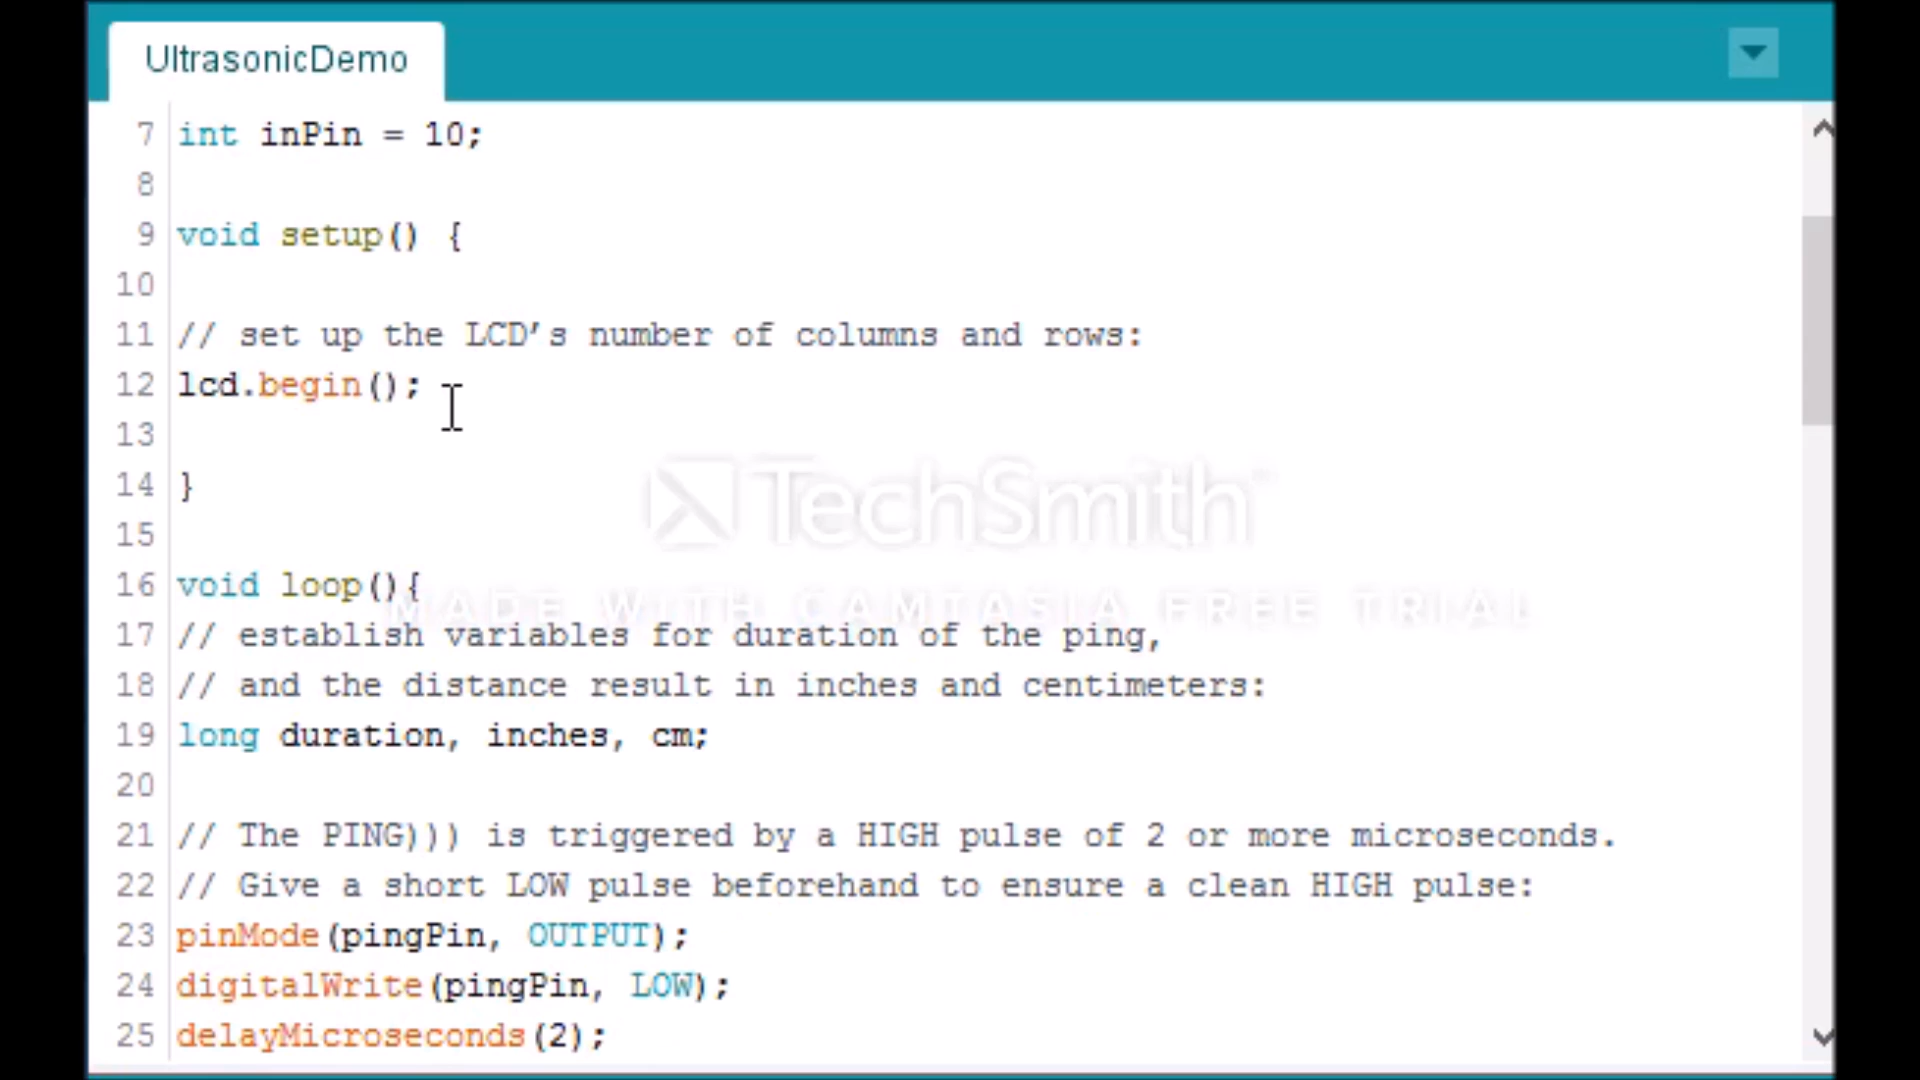 UltrasonicDemo
7 int inPin = 10;
8
9 void setup() {
10
11 // set up the LCD’s number of columns and rows:
12 lcd.begin();
13
14 }
15
TechSmith
16 void loop(){
MADE WITH CAMTASIA FREE TRIAL
17 // establish variables for duration of the ping,
18 // and the distance result in inches and centimeters:
19 long duration, inches, cm;
20
21 // The PING))) is triggered by a HIGH pulse of 2 or more microseconds.
22 // Give a short LOW pulse beforehand to ensure a clean HIGH pulse:
23 pinMode(pingPin, OUTPUT);
24 digitalWrite(pingPin, LOW);
25 delayMicroseconds(2);